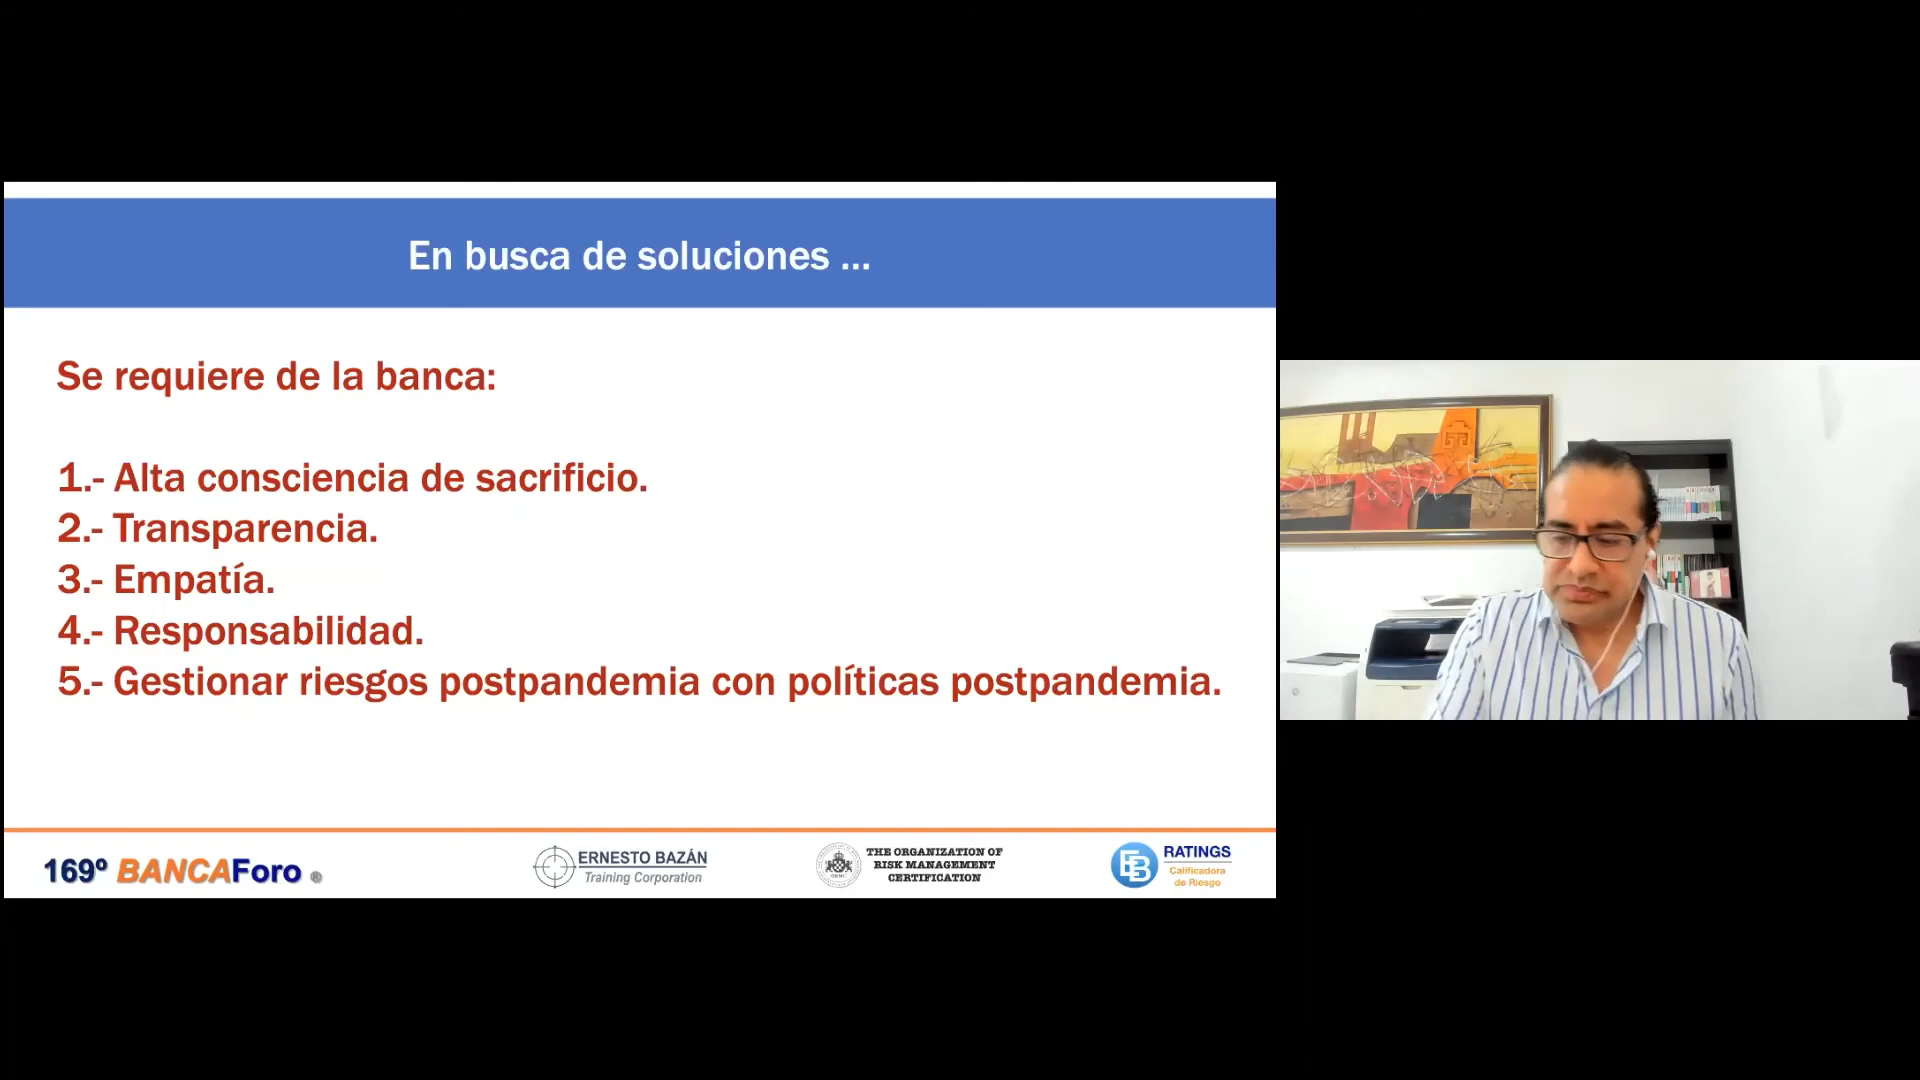 En busca de soluciones ...
Se requiere de la banca:
1.- Alta consciencia de sacrificio.
2.- Transparencia.
3.- Empatía.
4.- Responsabilidad.
5.- Gestionar riesgos postpandemia con políticas postpandemia.
169º BANCAForo ®
ERNESTO BAZÁN
Training Corporation
THE ORGANIZATION OF
RISK MANAGEMENT
CERTIFICATION
EB
RATINGS
Calificadora
de Riesgo